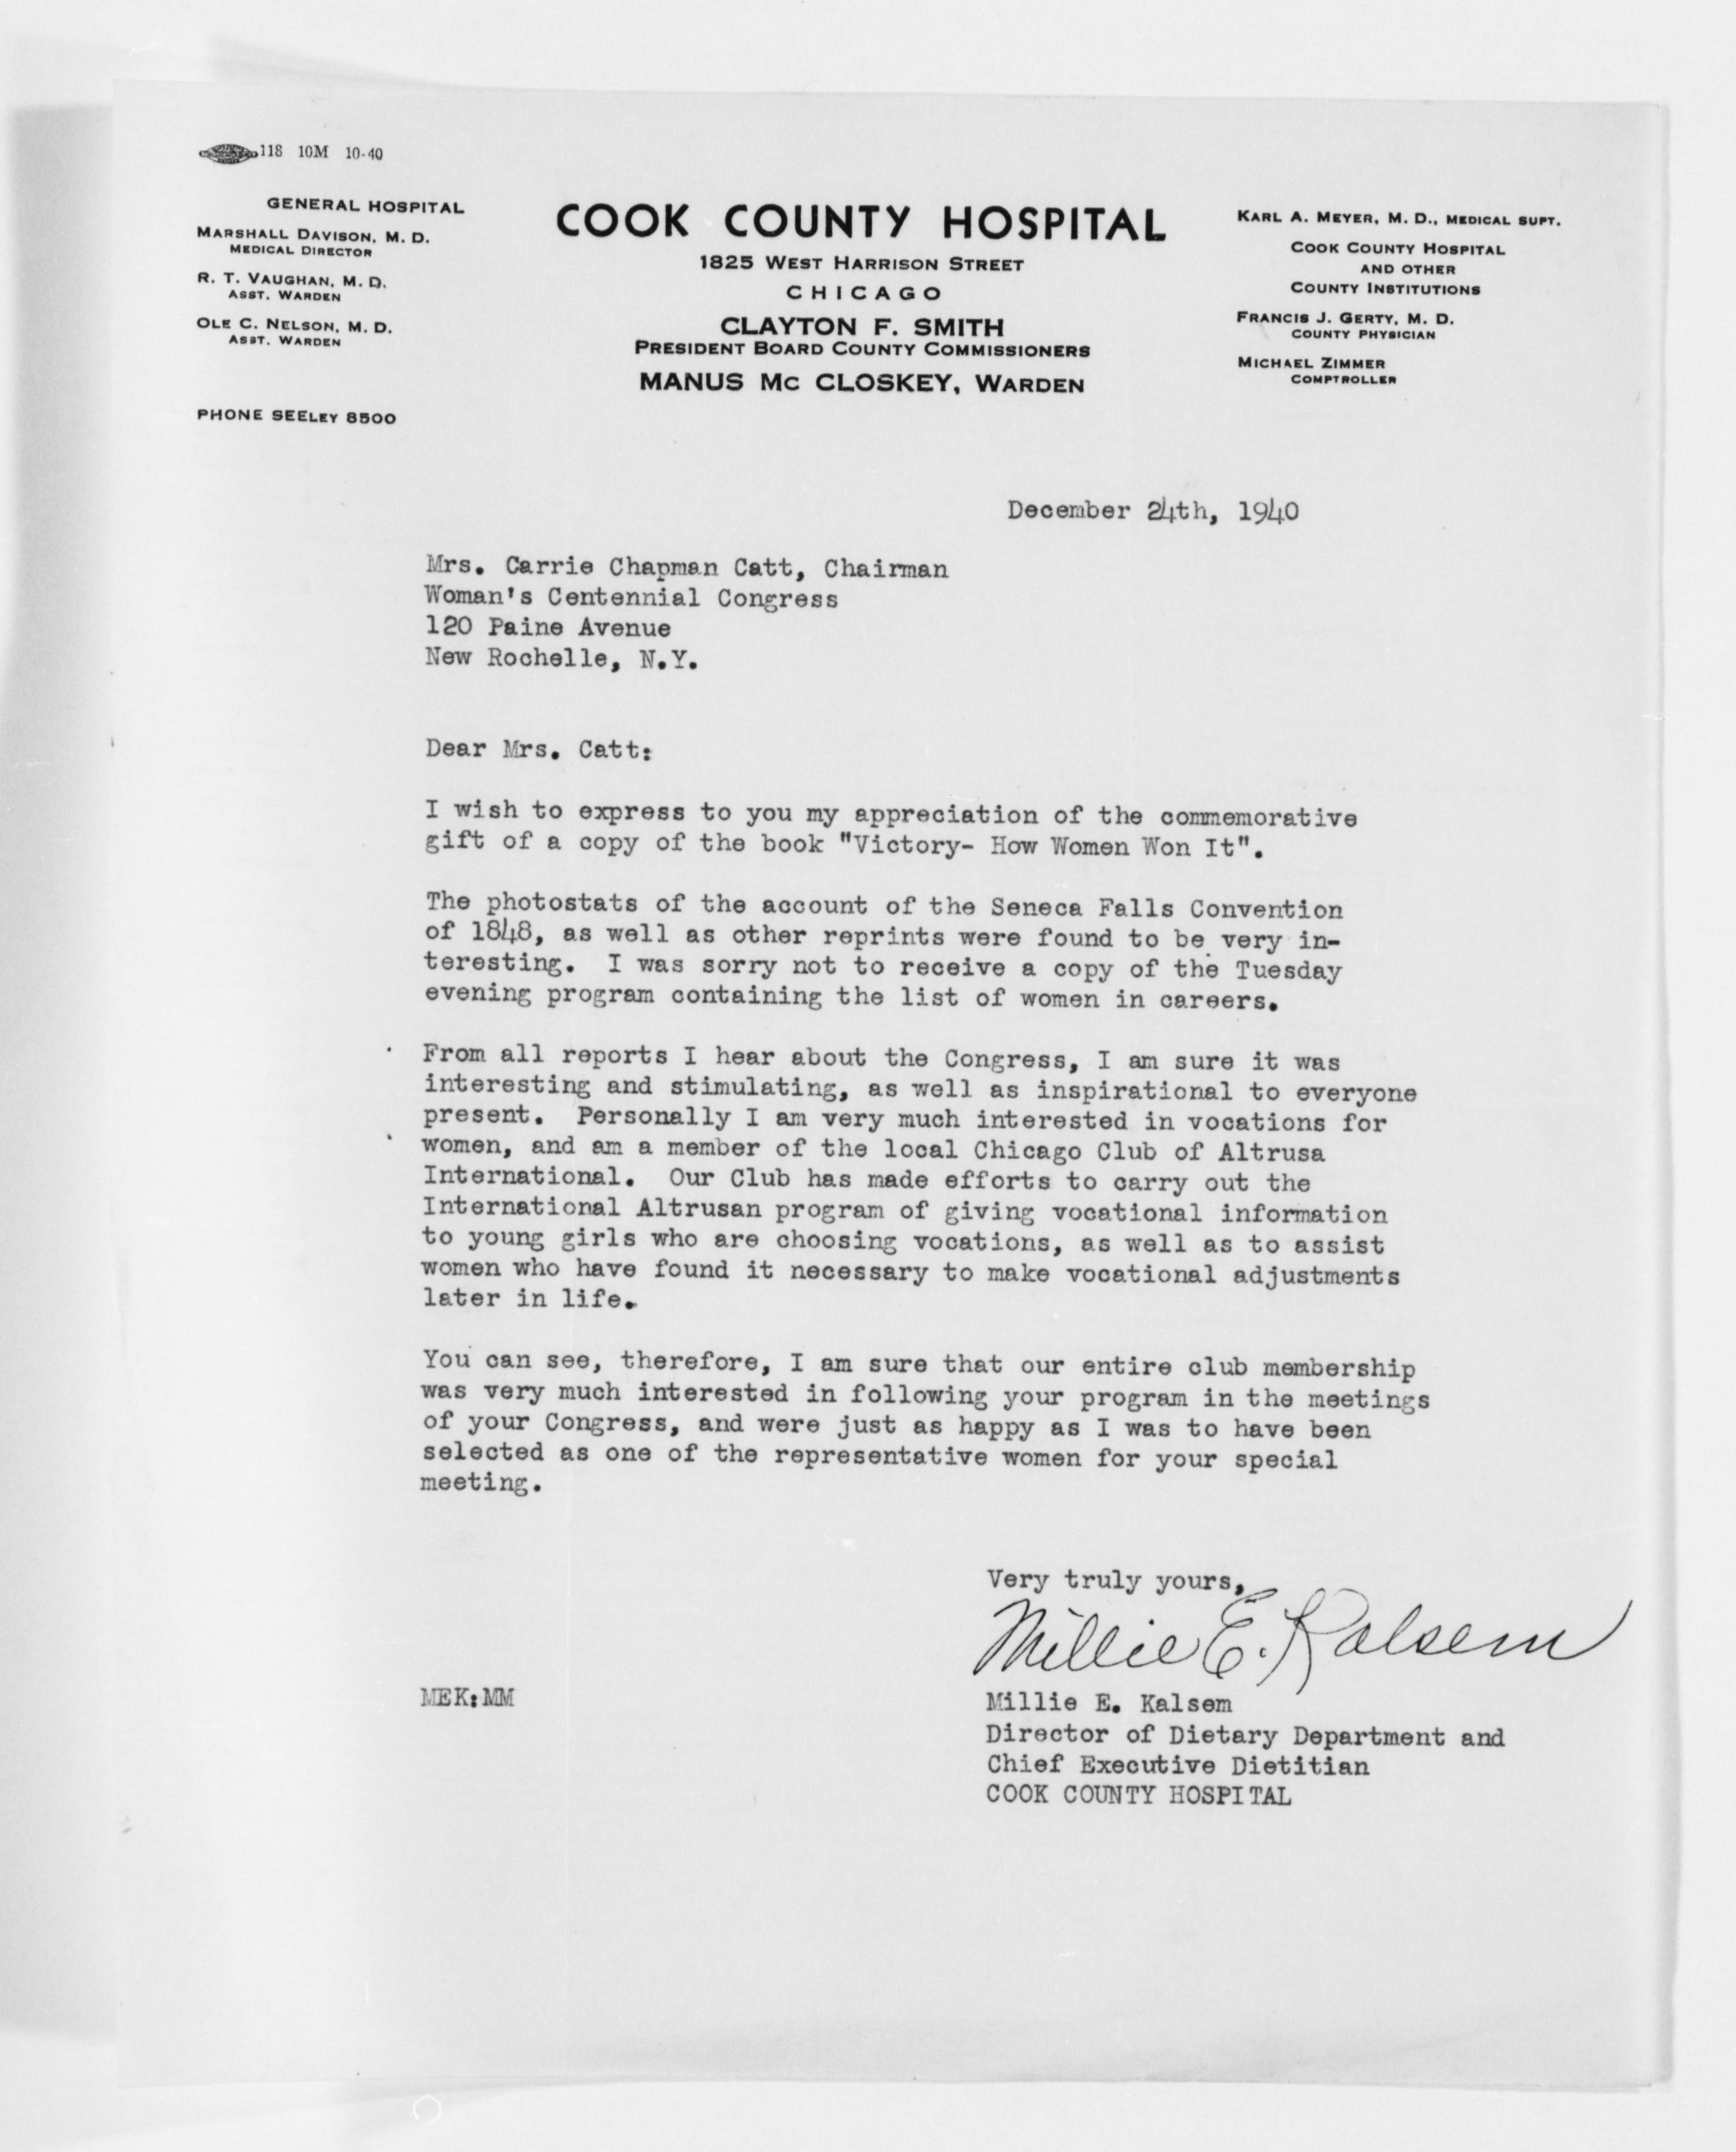 118 10M 10-40
GENERAL HOSPITAL
MARSHALL DAVISON, M. D.
MEDICAL DIRECTOR
R. T. VAUGHAN, M. D.
ASST. WARDEN
OLE C. NELSON, M. D.
ASST. WARDEN
PHONE SEELEY 8500
COOK COUNTY HOSPITAL
1825 WEST HARRISON STREET
CHICAGO
CLAYTON F. SMITH
PRESIDENT BOARD COUNTY COMMISSIONERS
MANUS MC CLOSKEY, WARDEN
KARL A. MEYER, M. D., MEDICAL SUPT.
COOK COUNTY HOSPITAL
AND OTHER
COUNTY INSTITUTIONS
FRANCIS J. GERTY, M. D.
COUNTY PHYSICIAN
MICHAEL ZIMMER
COMPTROLLER
December 24th, 1940
Mrs. Carrie Chapman Catt, Chairman
Woman's Centennial Congress
120 Paine Avenue
New Rochelle, N.Y.
Dear Mrs. Catt:
I wish to express to you my appreciation of the commemorative
gift of a copy of the book "Victory- How Women Won It".
The photostats of the account of the Seneca Falls Convention
of 1848, as well as other reprints were found to be very in-
teresting. I was sorry not to receive a copy of the Tuesday
evening program containing the list of women in careers.
From all reports I hear about the Congress, I am sure it was
interesting and stimulating, as well as inspirational to everyone
present. Personally I am very much interested in vocations for
women, and am a member of the local Chicago Club of Altrusa
International. Our Club has made efforts to carry out the
International Altrusan program of giving vocational information
to young girls who are choosing vocations, as well as to assist
women who have found it necessary to make vocational adjustments
later in life.
You can see, therefore, I am sure that our entire club membership
was very much interested in following your program in the meetings
of your Congress, and were just as happy as I was to have been
selected as one of the representative women for your special
meeting.
Very truly yours,
Millie E. Kalsem
MEK:MM
Millie E. Kalsem
Director of Dietary Department and
Chief Executive Dietitian
COOK COUNTY HOSPITAL